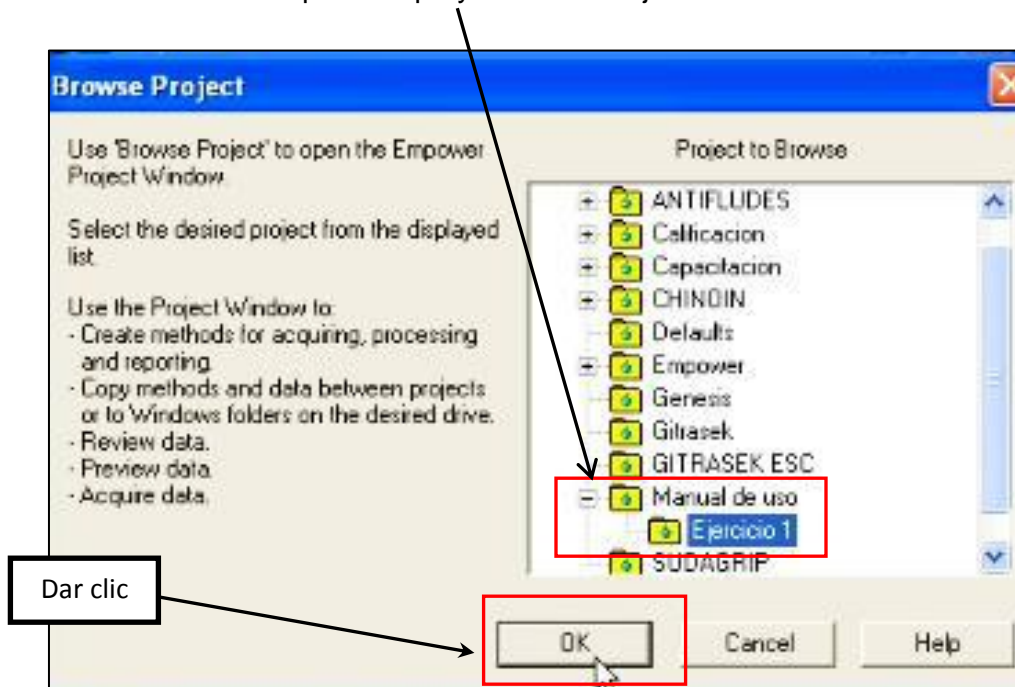 Browse Project
Use 'Browse Project' to open the Empower
Project Window.
Select the desired project from the displayed
list.
Use the Project Window to:
- Create methods for acquiring, processing
and reporting.
- Copy methods and data between projects
or to Windows folders on the desired drive.
- Review data.
- Preview data.
- Acquire data.
Project to Browse
ANTIFLUDES
Calificacion
Capacitacion
CHINOIN
Defaults
Empower
Genesis
Gitrasek
GITRASEK ESC
Manual de uso
Ejercicio 1
SUDAGRIP
Dar clic
OK
Cancel
Help